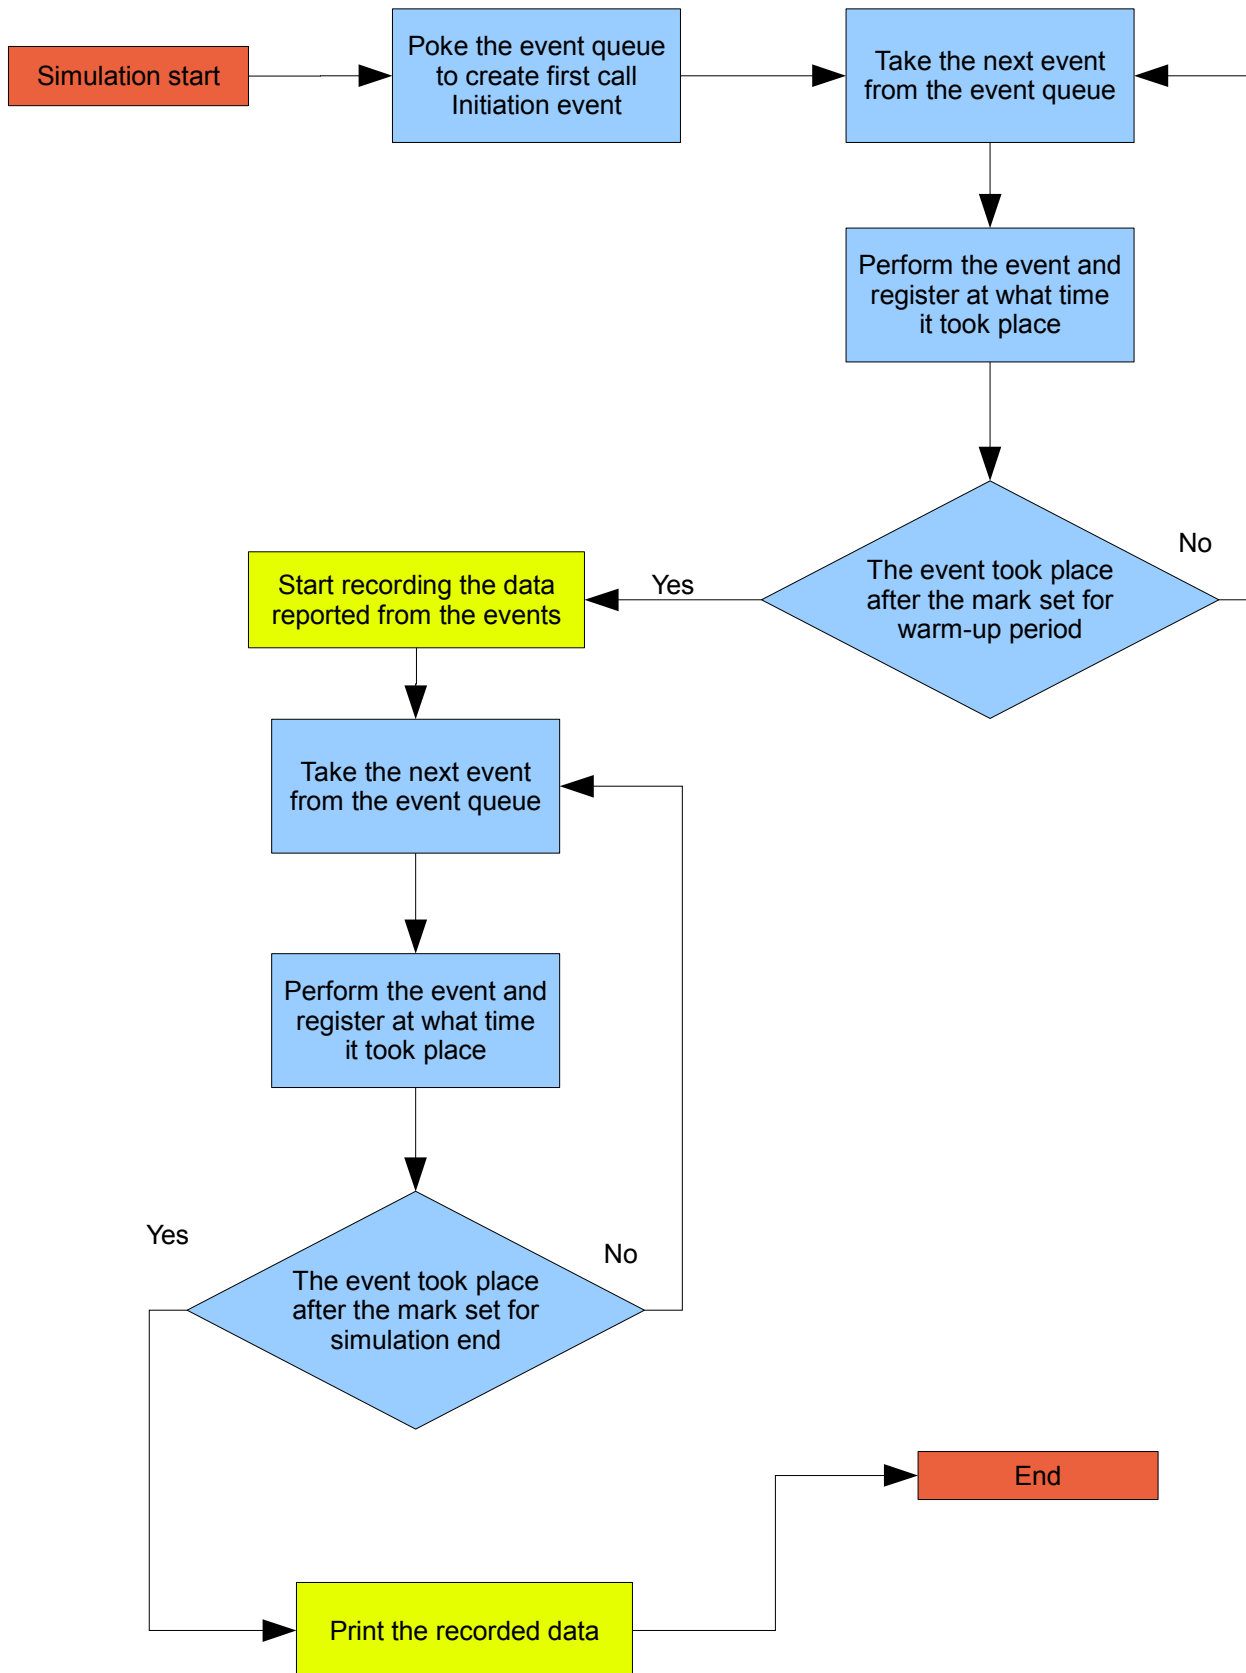 Simulation start
Poke the event queue
to create first call
Initiation event
Take the next event
from the event queue
Perform the event and
register at what time
it took place
The event took place
after the mark set for
warm-up period
No
Yes
Start recording the data
reported from the events
Take the next event
from the event queue
Perform the event and
register at what time
it took place
The event took place
after the mark set for
simulation end
Yes
No
Print the recorded data
End